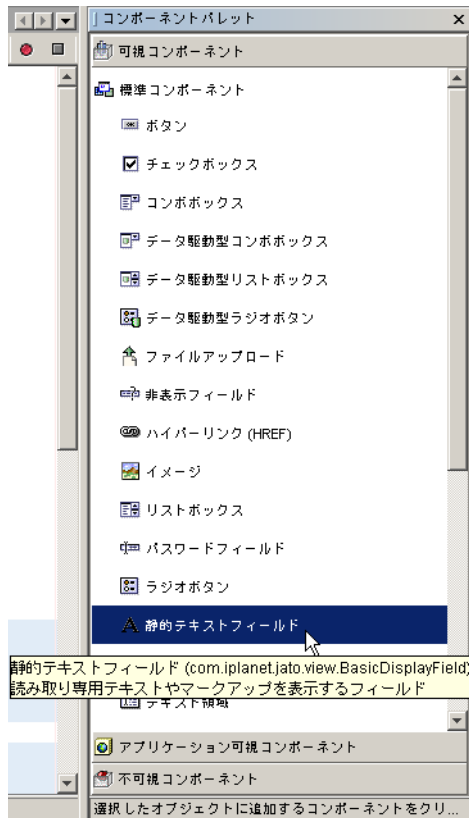 コンポーネントパレット
可視コンポーネント
標準コンポーネント
ボタン
チェックボックス
コンボボックス
データ駆動型コンボボックス
データ駆動型リストボックス
データ駆動型ラジオボタン
ファイルアップロード
非表示フィールド
ハイパーリンク (HREF)
イメージ
リストボックス
パスワードフィールド
ラジオボタン
静的テキストフィールド
静的テキストフィールド (com.iplanet.jato.view.BasicDisplayField)
読み取り専用テキストやマークアップを表示するフィールド
テキスト領域
アプリケーション可視コンポーネント
不可視コンポーネント
選択したオブジェクトに追加するコンポーネントをクリ...